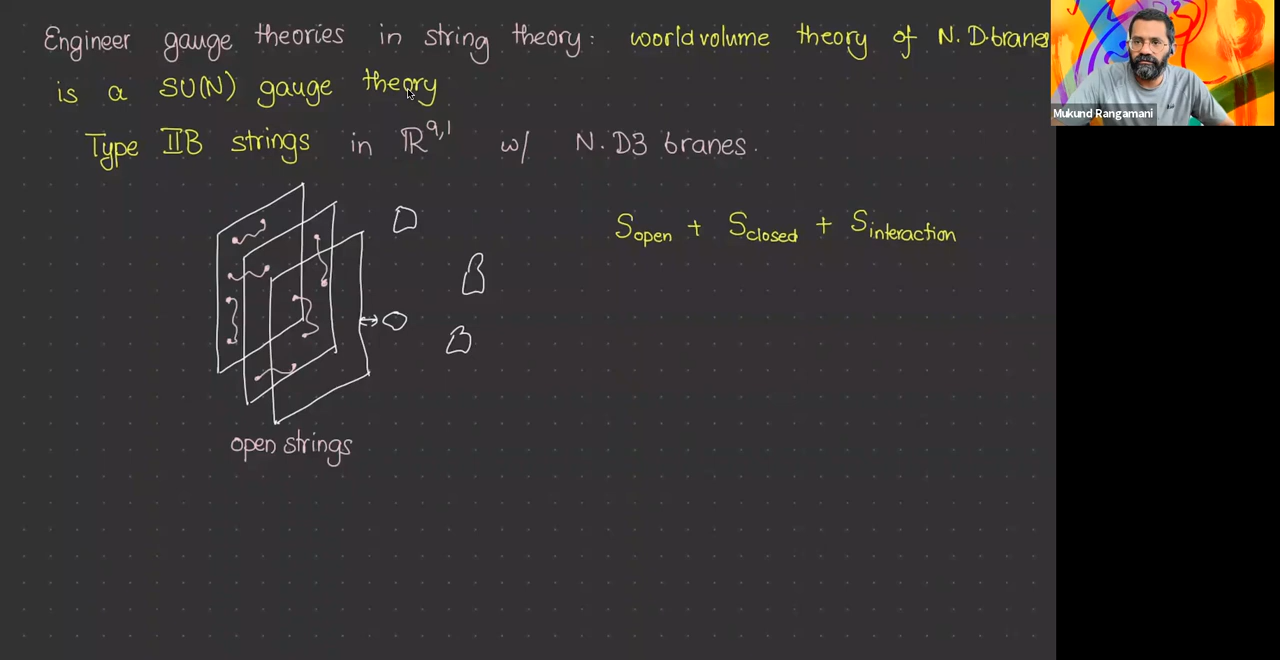 Engineer gauge theories in string theory: worldvolume theory of N. D-branes
is a SU(N) gauge theory
Type IIB strings in ℝ^{9,1} w/ N. D3 branes.
S_open + S_closed + S_interaction
open strings
Mukund Rangamani